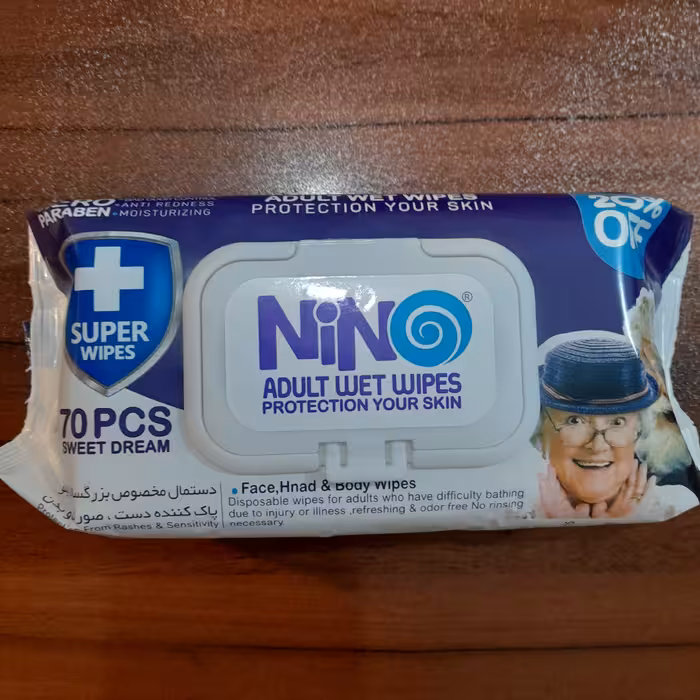 PARABEN
-ANTI REDNESS
-MOISTURIZING
ADULT WET WIPES
PROTECTION YOUR SKIN
20%
OFF
SUPER
WIPES
NiNO
®
ADULT WET WIPES
PROTECTION YOUR SKIN
70 PCS
SWEET DREAM
دستمال مخصوص بزرگسال
پاک کننده دست ، صورت و بدن
From Rashes & Sensitivity
• Face,Hnad & Body Wipes
Disposable wipes for adults who have difficulty bathing
due to injury or illness ,refreshing & odor free No rinsing
necessary